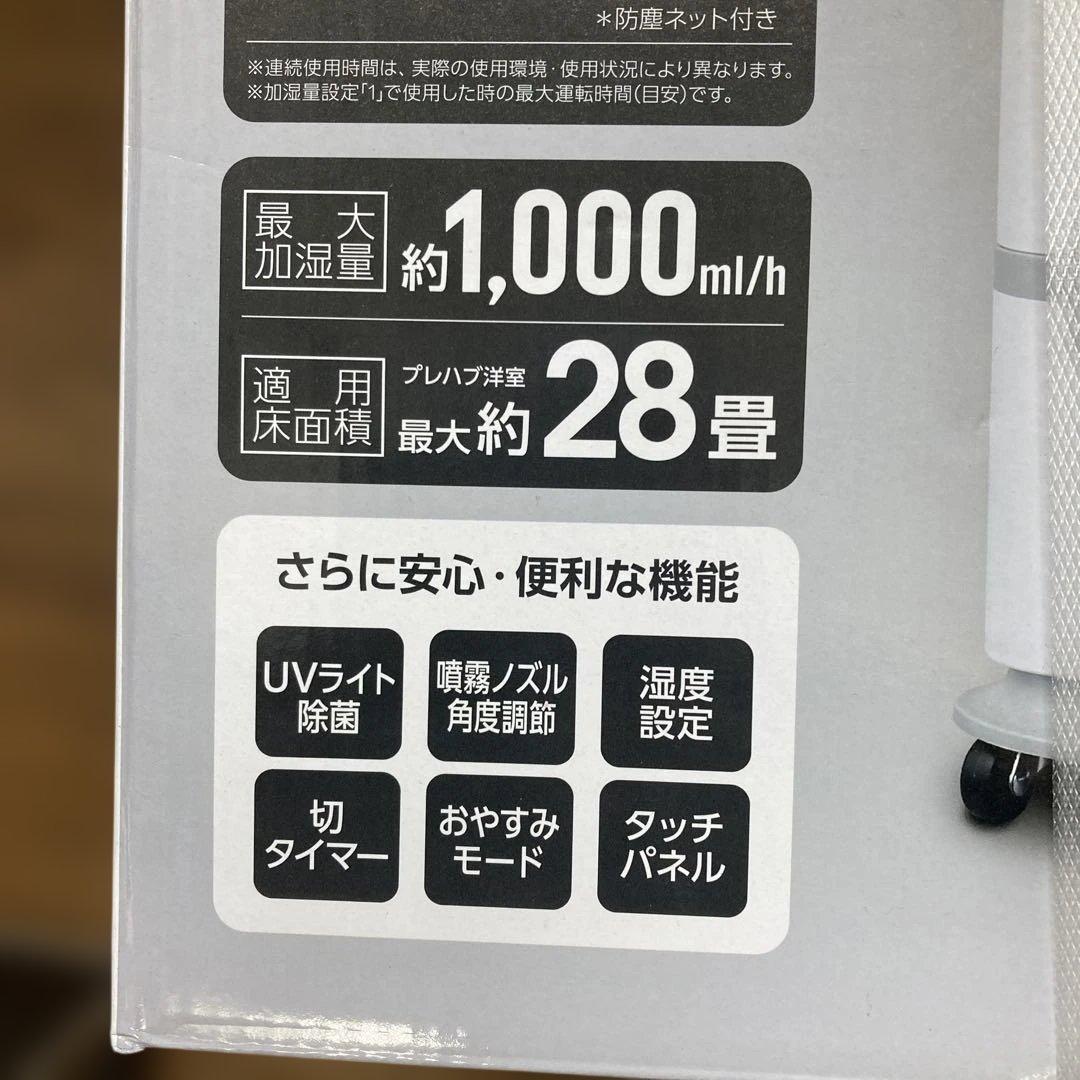 ＊防塵ネット付き
※連続使用時間は、実際の使用環境・使用状況により異なります。
※加湿量設定「1」で使用した時の最大運転時間(目安)です。
最大
加湿量
約1,000ml/h
適用
床面積
プレハブ洋室
最大約28畳
さらに安心・便利な機能
UVライト
除菌
噴霧ノズル
角度調節
湿度
設定
切
タイマー
おやすみ
モード
タッチ
パネル